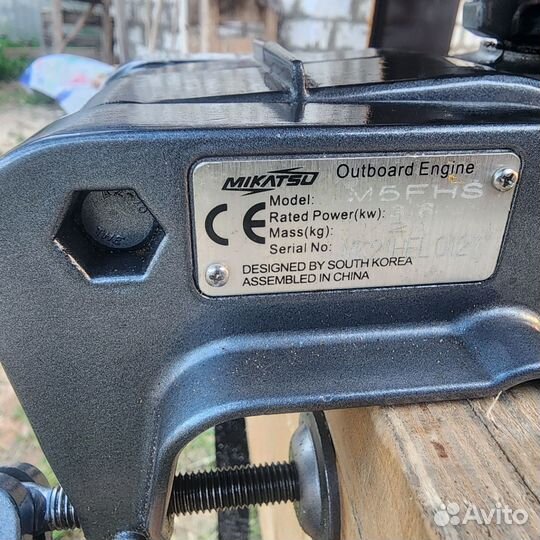 MIKATSU Outboard Engine
Model: M5FHS
CE Rated Power(kw):
Mass(kg):
Serial No:
DESIGNED BY SOUTH KOREA
ASSEMBLED IN CHINA
Avito